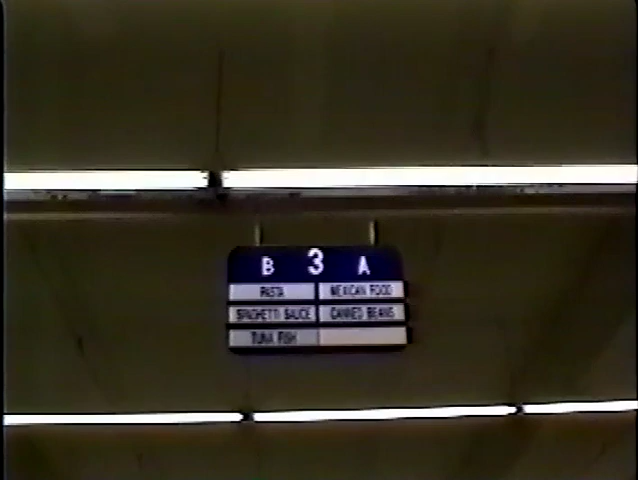 B 3 A
PASTA MEXICAN FOOD
SPAGHETTI SAUCE CANNED BEANS
TUNA FISH